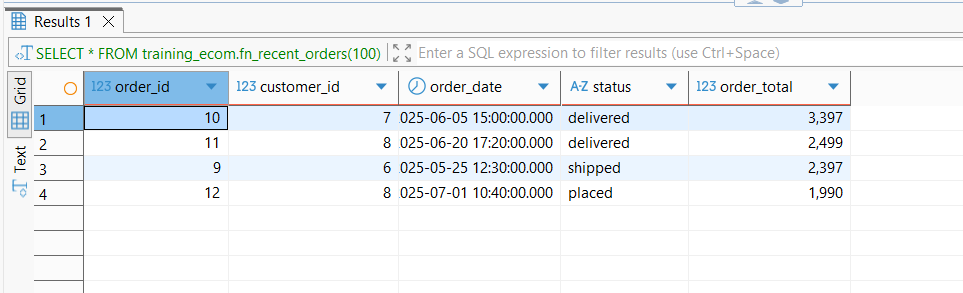 Results 1
SELECT * FROM training_ecom.fn_recent_orders(100) Enter a SQL expression to filter results (use Ctrl+Space)
Grid
Text
123 order_id 123 customer_id order_date A-Z status 123 order_total
1 10 7 025-06-05 15:00:00.000 delivered 3,397
2 11 8 025-06-20 17:20:00.000 delivered 2,499
3 9 6 025-05-25 12:30:00.000 shipped 2,397
4 12 8 025-07-01 10:40:00.000 placed 1,990